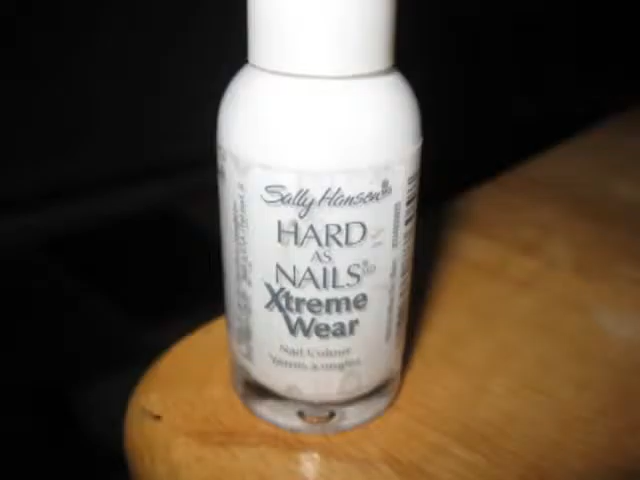 Sally Hansen®
HARD
AS
NAILS®
Xtreme
Wear
Nail Colour
Vernis à ongles